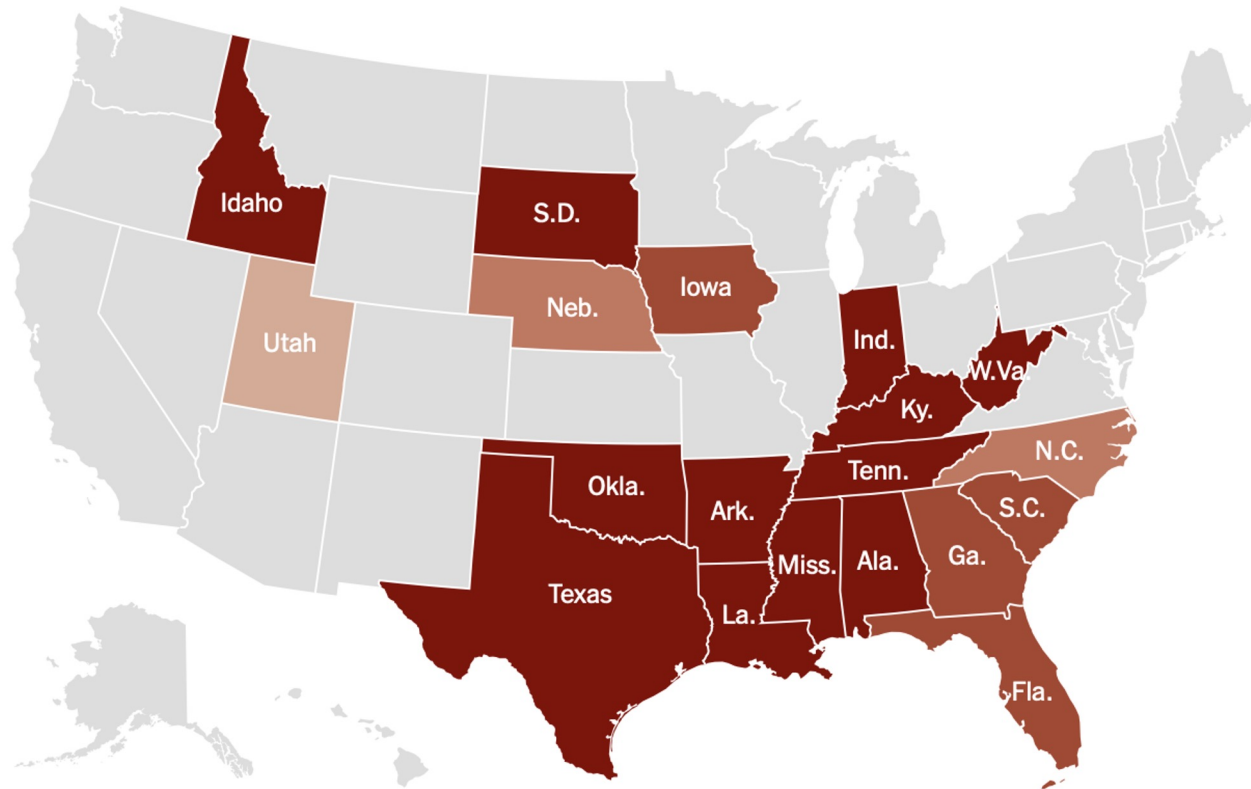 Idaho
S.D.
Iowa
Neb.
Utah
Ind.
W.Va.
Ky.
N.C.
Tenn.
Okla.
S.C.
Ark.
Ga.
Miss.
Ala.
Texas
La.
Fla.